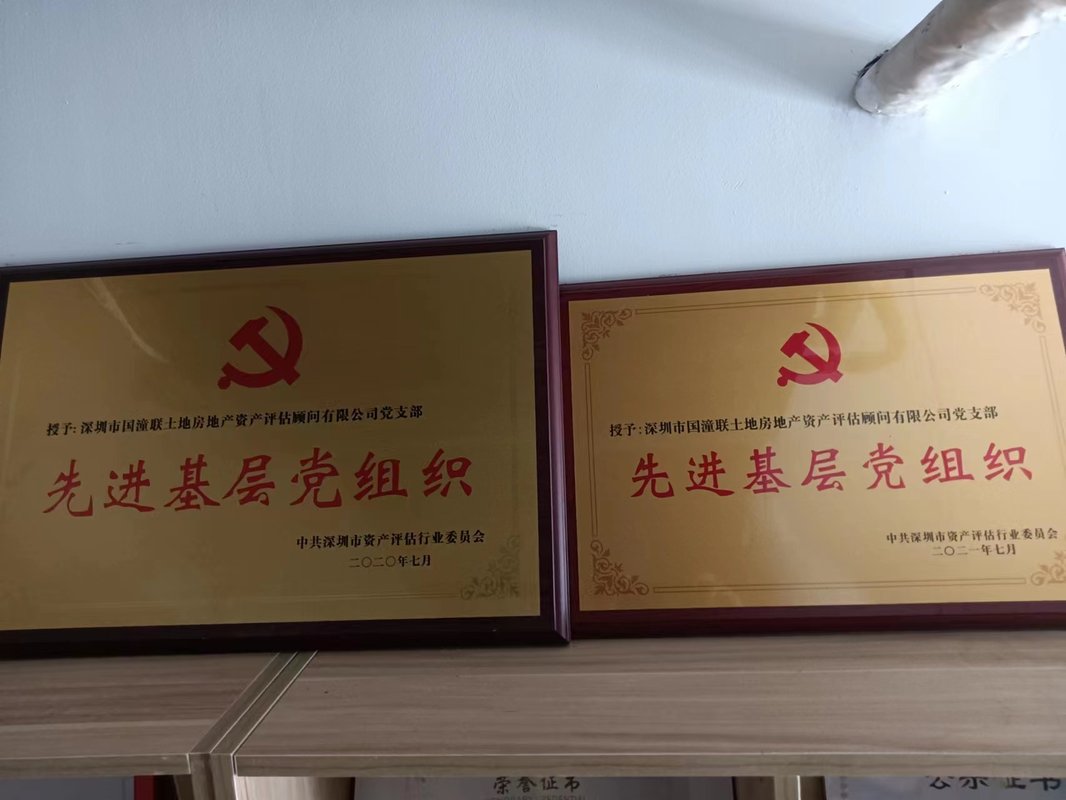 授予:深圳市国潼联土地房地产资产评估顾问有限公司党支部
先进基层党组织
中共深圳市资产评估行业委员会
二〇二〇年七月
授予:深圳市国潼联土地房地产资产评估顾问有限公司党支部
先进基层党组织
中共深圳市资产评估行业委员会
二〇二一年七月
荣誉证书
证书